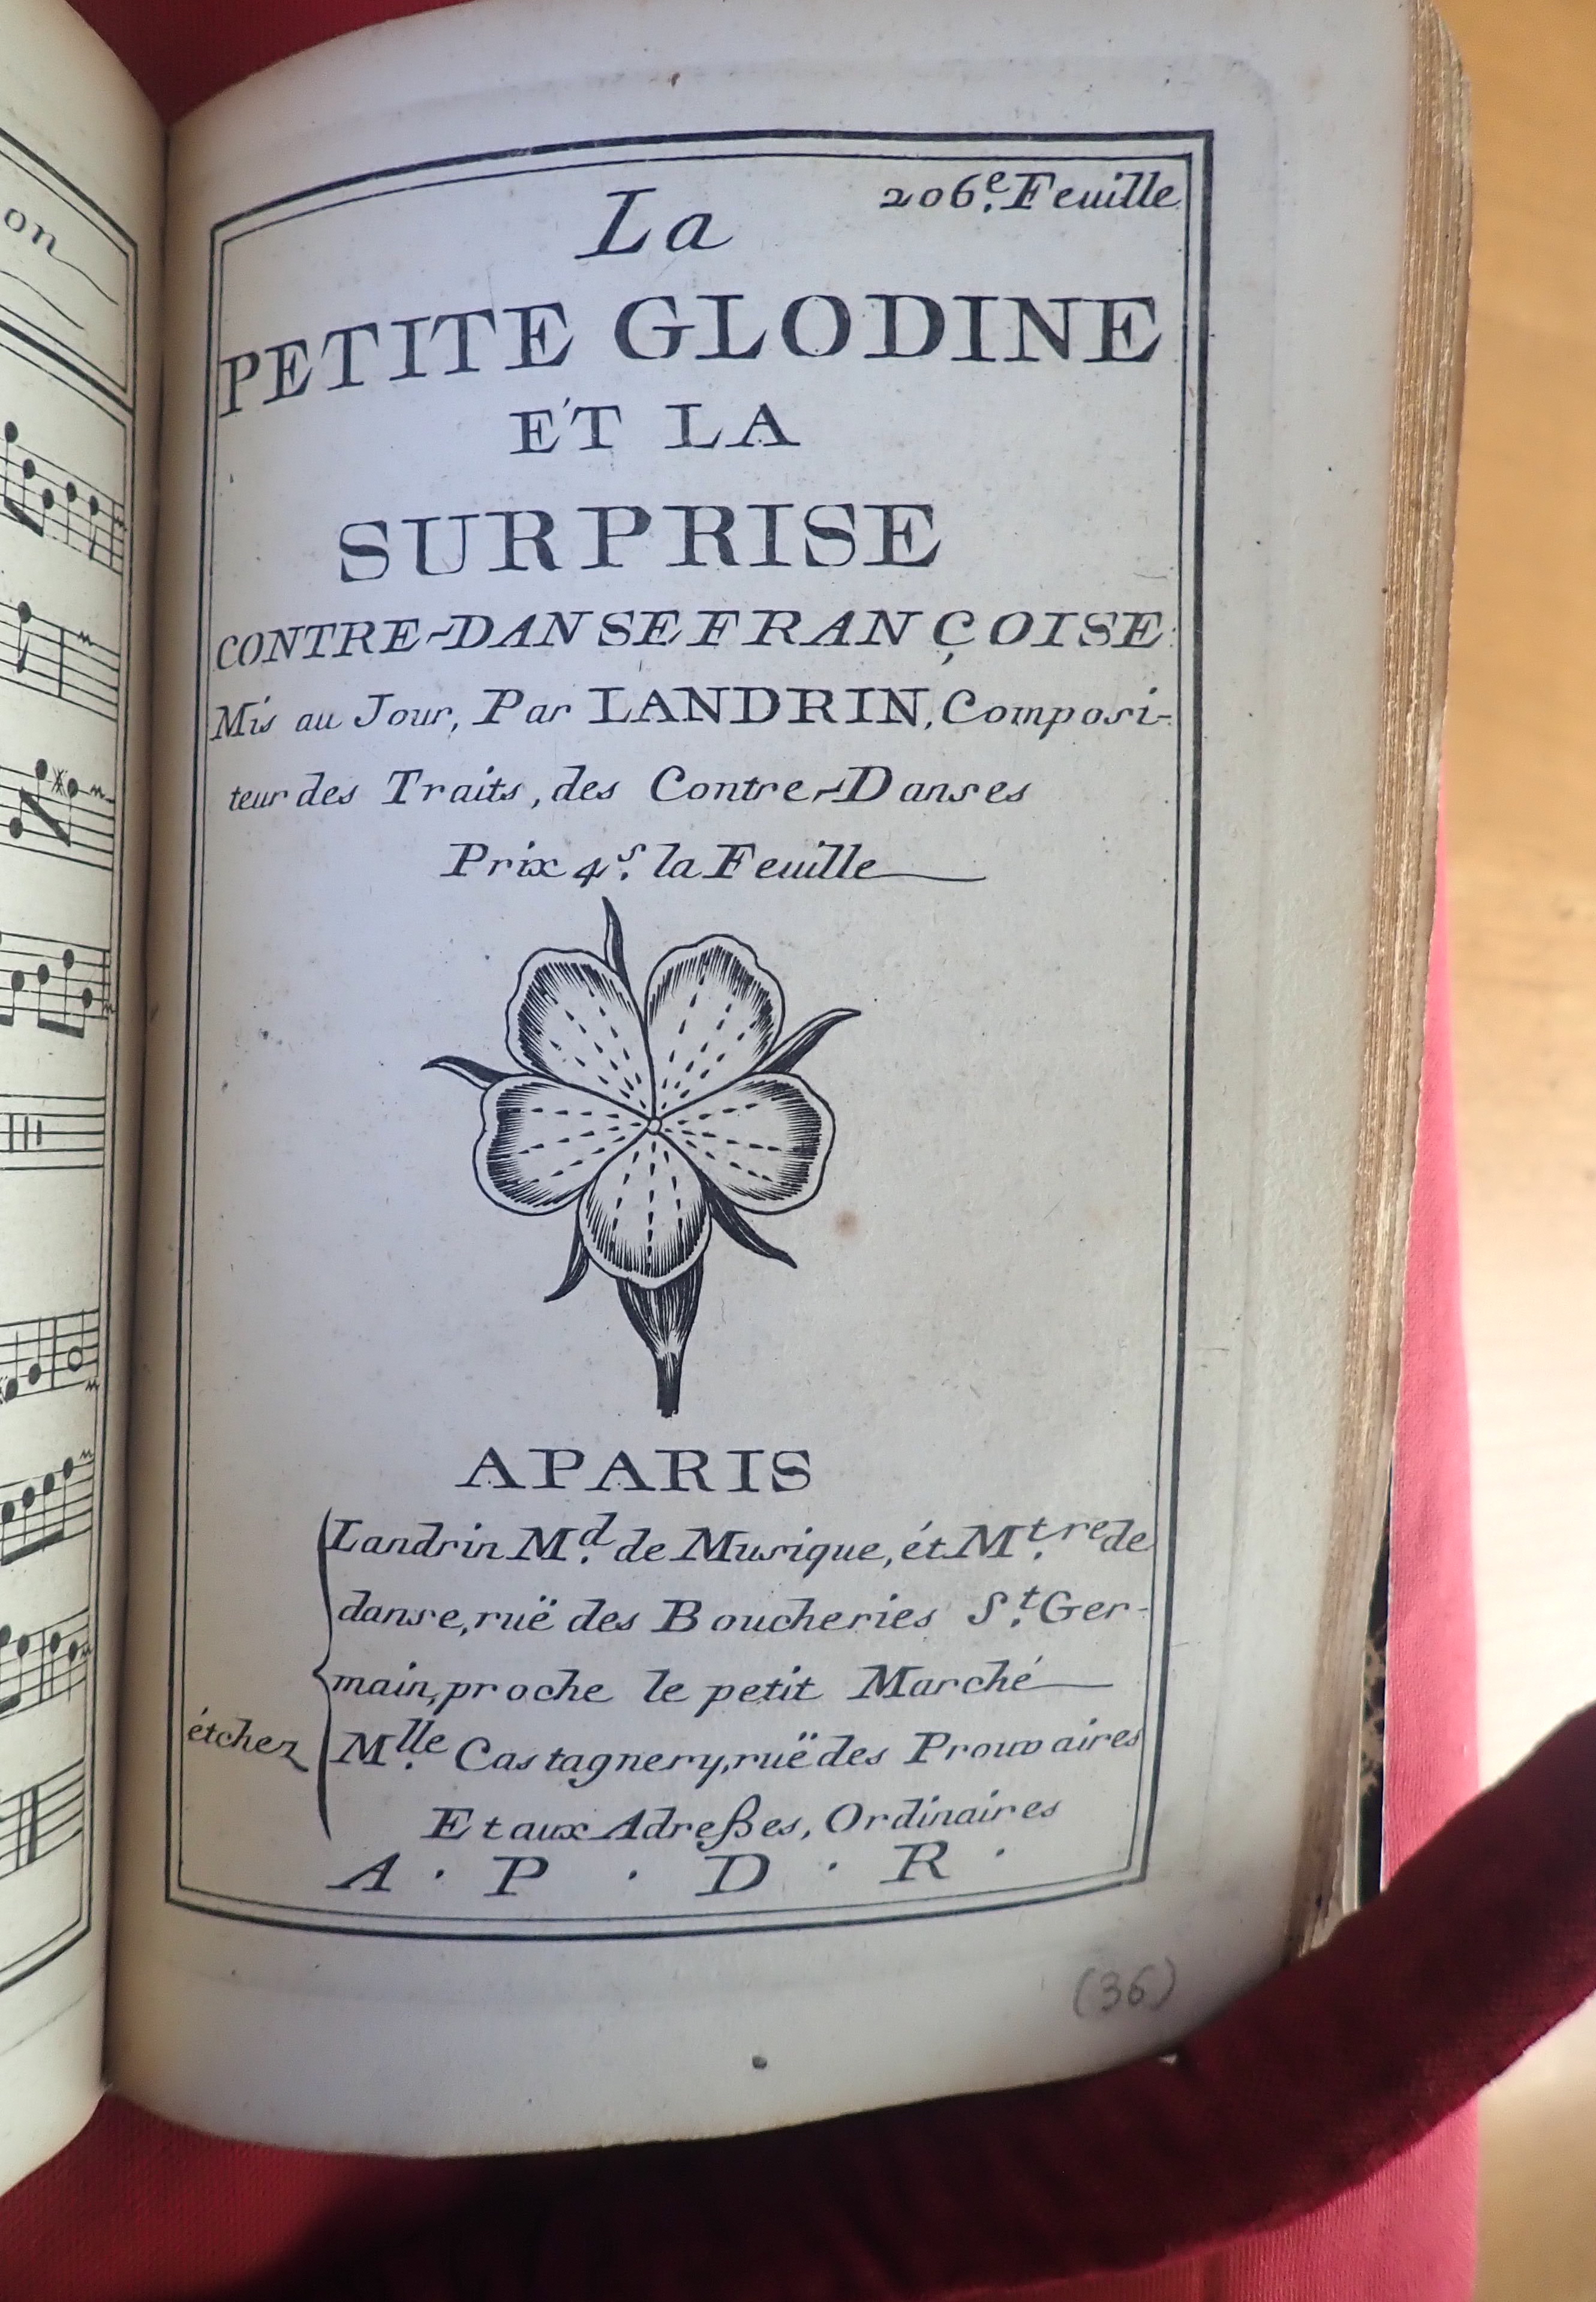 on
206.e Feuille
La
PETITE GLODINE
E'T LA
SURPRISE
CONTRE-DANSE FRANÇOISE
Mis au Jour, Par LANDRIN, Composi-
teur des Traits, des Contre-Danses
Prix 4.s la Feuille
A PARIS
Landrin M.d de Musique, ét M.tre de
danse, ruë des Boucheries S.t Ger-
main, proche le petit Marché
étchez M.lle Castagnery, ruë des Prouvaires
Et aux Adreßes, Ordinaires
A . P . D . R .
(36)